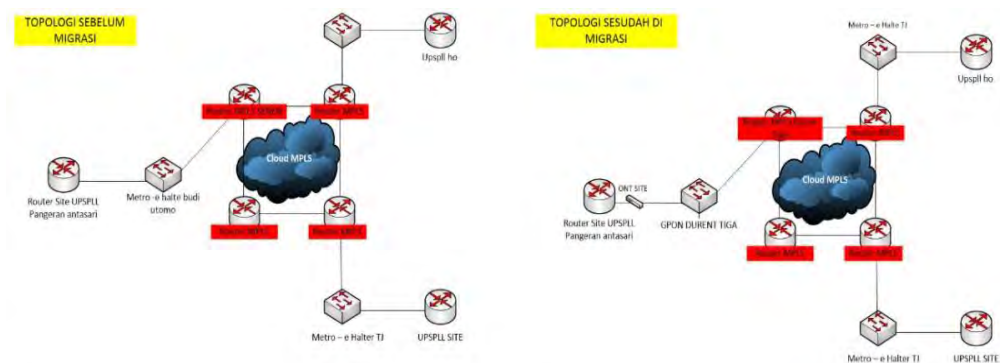 TOPOLOGI SEBELUM
MIGRASI
Upspll ho
Router MPLS
Cloud MPLS
Router Site UPSPLL
Pangeran antasari
Metro -e halte budi
utomo
Router MPLS
Router MPLS
Metro – e Halter TJ
UPSPLL SITE
TOPOLOGI SESUDAH DI
MIGRASI
Metro – e Halte TJ
Upspll ho
Router MPLS
Cloud MPLS
ONT SITE
Router Site UPSPLL
Pangeran antasari
GPON DURENT TIGA
Router MPLS
Router MPLS
Metro – e Halter TJ
UPSPLL SITE